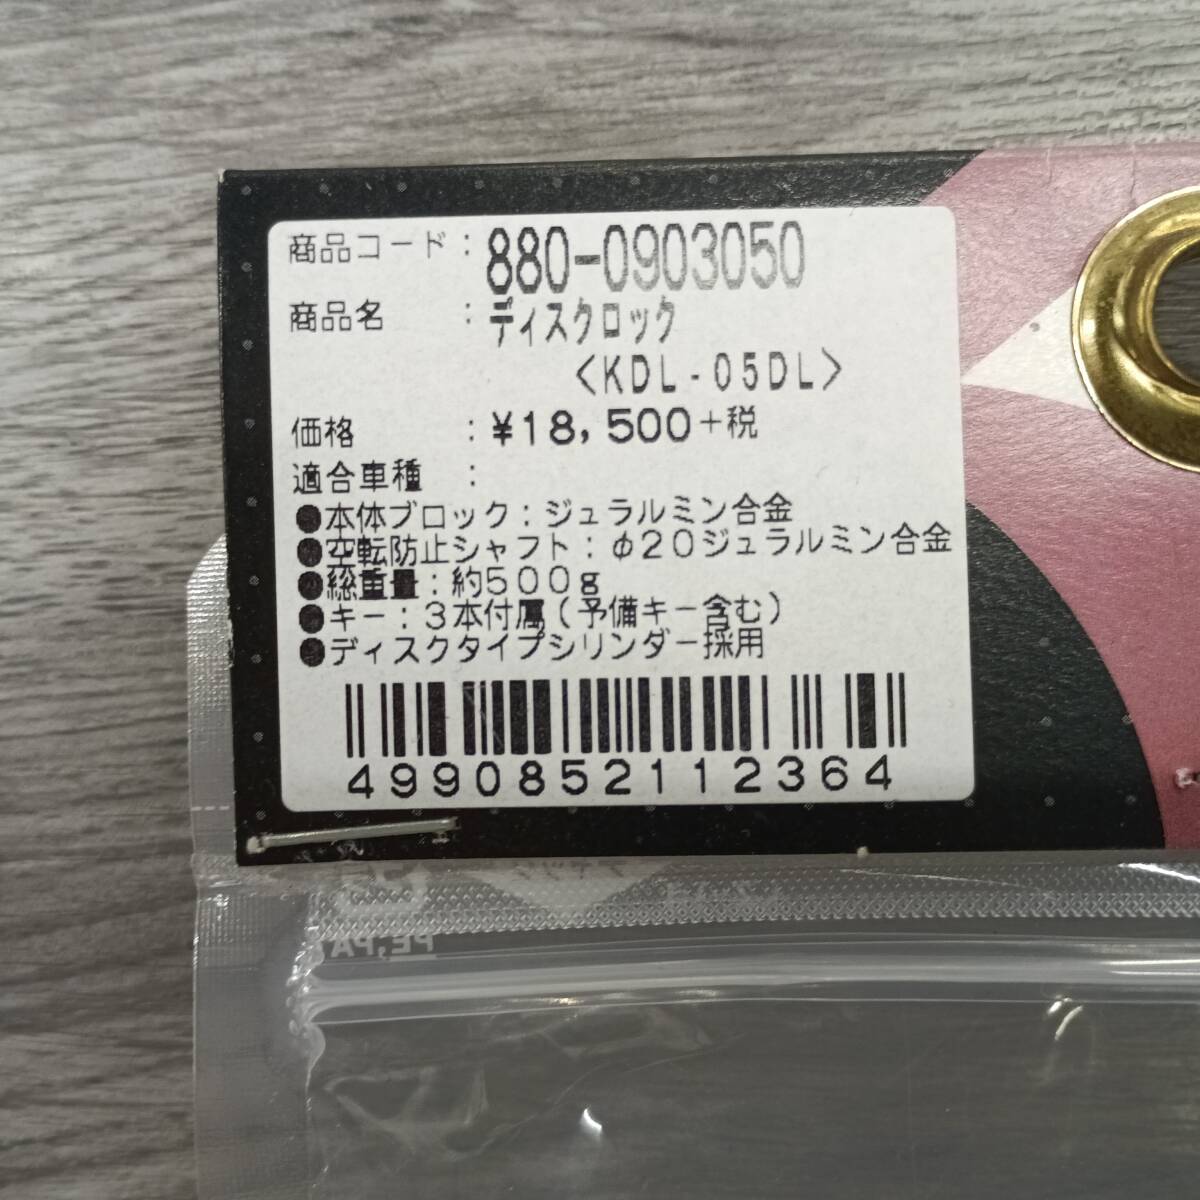 商品コード：880-0903050
商品名　　：ディスクロック
<KDL-05DL>
価格　　　：¥18,500+税
適合車種　：
●本体ブロック：ジュラルミン合金
●空転防止シャフト：φ20ジュラルミン合金
●総重量：約500g
●キー：3本付属(予備キー含む)
●ディスクタイプシリンダー採用
4990852112364
PE,PA